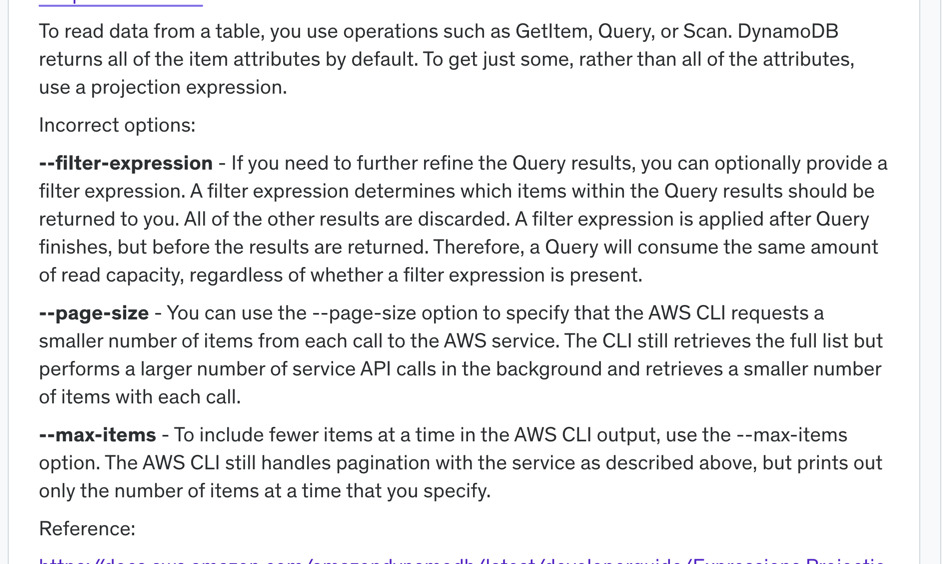 To read data from a table, you use operations such as GetItem, Query, or Scan. DynamoDB
returns all of the item attributes by default. To get just some, rather than all of the attributes,
use a projection expression.
Incorrect options:
--filter-expression - If you need to further refine the Query results, you can optionally provide a
filter expression. A filter expression determines which items within the Query results should be
returned to you. All of the other results are discarded. A filter expression is applied after Query
finishes, but before the results are returned. Therefore, a Query will consume the same amount
of read capacity, regardless of whether a filter expression is present.
--page-size - You can use the --page-size option to specify that the AWS CLI requests a
smaller number of items from each call to the AWS service. The CLI still retrieves the full list but
performs a larger number of service API calls in the background and retrieves a smaller number
of items with each call.
--max-items - To include fewer items at a time in the AWS CLI output, use the --max-items
option. The AWS CLI still handles pagination with the service as described above, but prints out
only the number of items at a time that you specify.
Reference: